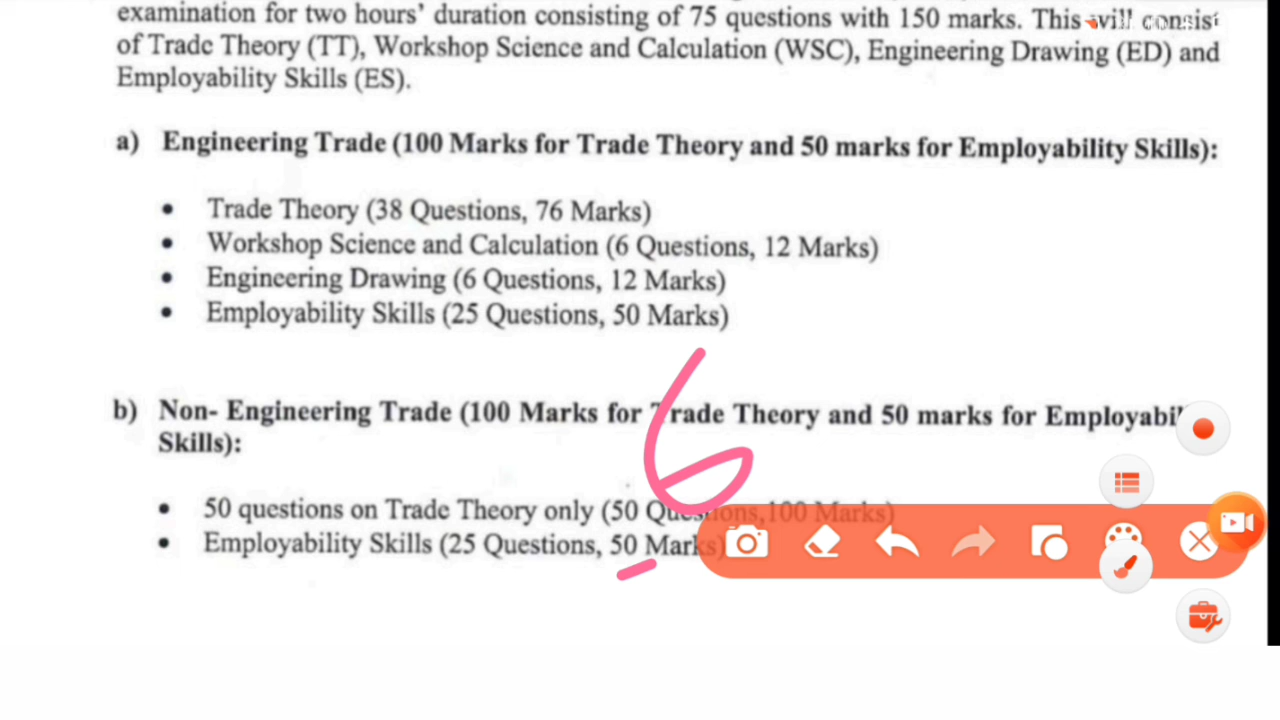 examination for two hours' duration consisting of 75 questions with 150 marks. This will consist
of Trade Theory (TT), Workshop Science and Calculation (WSC), Engineering Drawing (ED) and
Employability Skills (ES).
a) Engineering Trade (100 Marks for Trade Theory and 50 marks for Employability Skills):
• Trade Theory (38 Questions, 76 Marks)
• Workshop Science and Calculation (6 Questions, 12 Marks)
• Engineering Drawing (6 Questions, 12 Marks)
• Employability Skills (25 Questions, 50 Marks)
b) Non- Engineering Trade (100 Marks for Trade Theory and 50 marks for Employabil
Skills):
6
• 50 questions on Trade Theory only (50 Questions,100 Marks)
• Employability Skills (25 Questions, 50 Marks)